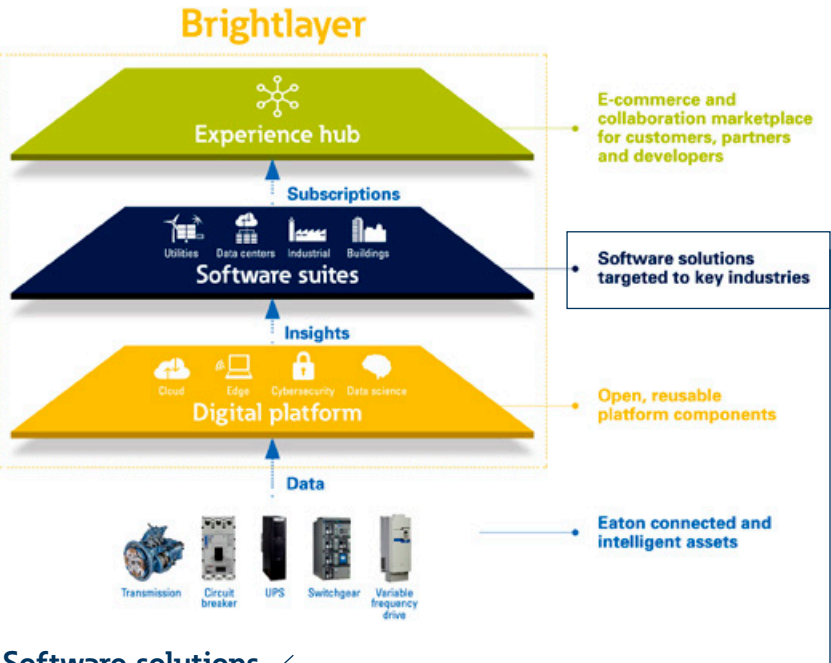 Brightlayer
Experience hub
E-commerce and
collaboration marketplace
for customers, partners
and developers
Subscriptions
Utilities
Data centers
Industrial
Buildings
Software suites
Software solutions
targeted to key industries
Insights
Cloud
Edge
Cybersecurity
Data science
Digital platform
Open, reusable
platform components
Data
Eaton connected and
intelligent assets
Transmission
Circuit
breaker
UPS
Switchgear
Variable
frequency
drive
Software solutions